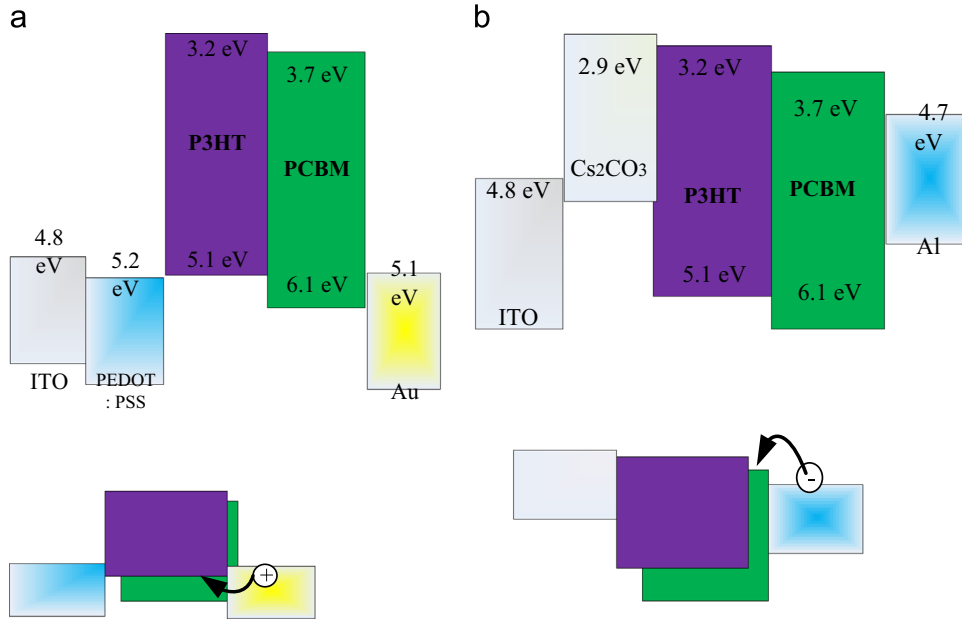 a
3.2 eV
3.7 eV
P3HT
PCBM
4.8
eV
5.2
eV
5.1 eV
6.1 eV
5.1
eV
ITO
PEDOT
: PSS
Au
+
b
2.9 eV
3.2 eV
3.7 eV
4.7
eV
Cs2CO3
4.8 eV
P3HT
PCBM
Al
5.1 eV
6.1 eV
ITO
-